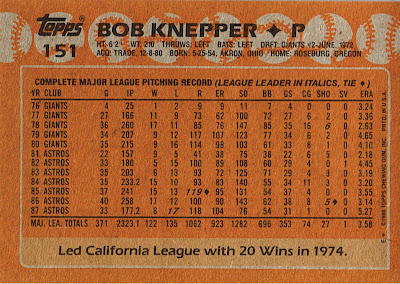 Topps
151
BOB KNEPPER ✦ P
HT: 6'2" WT: 210 THROWS: LEFT BATS: LEFT DRFT: GIANTS #2-JUNE, 1972
ACQ: TRADE, 12-8-80 BORN: 5-25-54, AKRON, OHIO HOME: ROSEBURG, OREGON
COMPLETE MAJOR LEAGUE PITCHING RECORD (LEAGUE LEADER IN ITALICS, TIE ♦)
YR CLUB G IP W L R ER SO BB GS CG SHO SV ERA
76 GIANTS 4 25 1 2 9 9 11 7 4 0 0 0 3.24
77 GIANTS 27 166 11 9 73 62 100 72 27 6 2 0 3.36
78 GIANTS 36 260 17 11 85 76 147 85 35 16 6 0 2.63
79 GIANTS 34 207 9 12 117 107 123 77 34 6 2 0 4.65
80 GIANTS 35 215 9 16 114 98 103 61 33 8 1 0 4.10
81 ASTROS 22 157 9 5 41 38 75 38 22 6 5 0 2.18
82 ASTROS 33 180 5 15 100 89 108 60 29 4 0 1 4.45
83 ASTROS 35 203 6 13 93 72 125 71 29 4 3 0 3.19
84 ASTROS 35 233.2 15 10 93 83 140 55 34 11 3 0 3.20
85 ASTROS 37 241 15 13 119♦ 95 131 54 37 4 0 0 3.55
86 ASTROS 40 258 17 12 100 90 143 62 38 8 5♦ 0 3.14
87 ASTROS 33 177.2 8 17 118 104 76 54 31 1 0 0 5.27
MAJ. LEA. TOTALS 371 2323.1 122 135 1062 923 1282 696 353 74 27 1 3.58
Led California League with 20 Wins in 1974.
E ✦ ©1988 TOPPS CHEWING GUM, INC. PRTD. IN U.S.A.